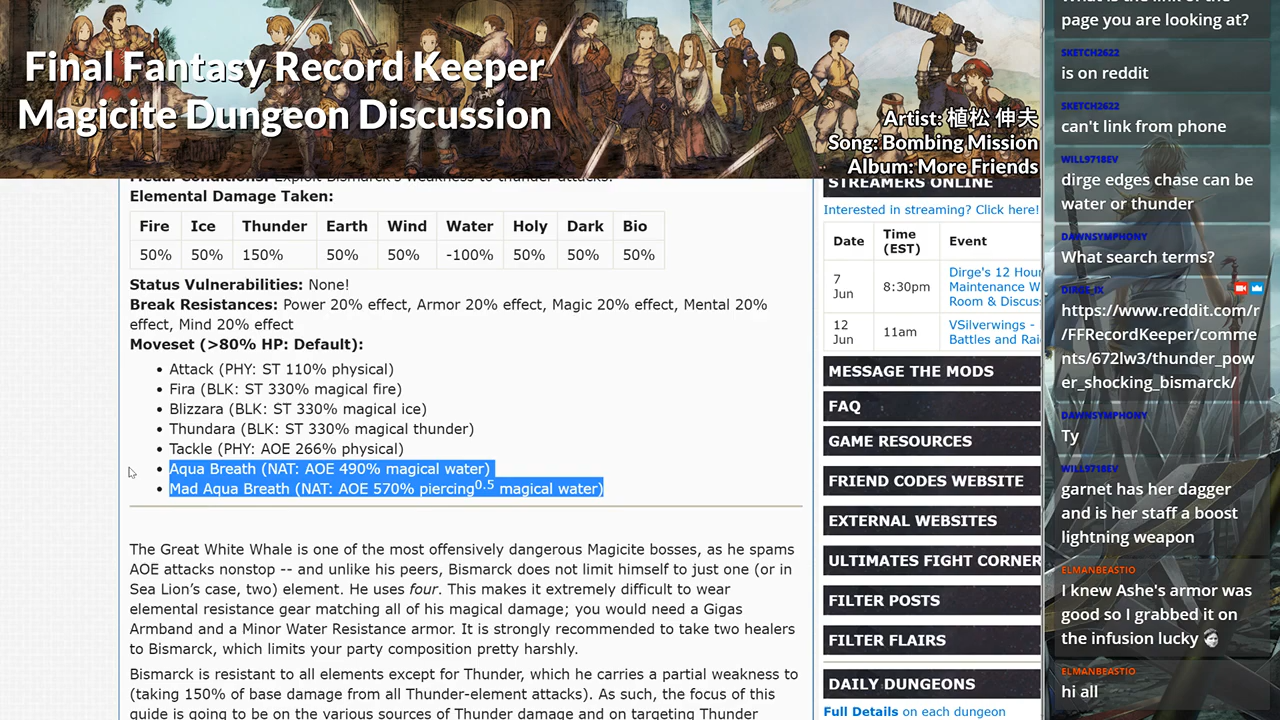 Final Fantasy Record Keeper
Magicite Dungeon Discussion
Artist: 植松 伸夫
Song: Bombing Mission
Album: More Friends
Medal Conditions: Exploit Bismarck's weakness to thunder attacks.
Elemental Damage Taken:
Fire Ice Thunder Earth Wind Water Holy Dark Bio
50% 50% 150% 50% 50% -100% 50% 50% 50%
Status Vulnerabilities: None!
Break Resistances: Power 20% effect, Armor 20% effect, Magic 20% effect, Mental 20%
effect, Mind 20% effect
Moveset (>80% HP: Default):
• Attack (PHY: ST 110% physical)
• Fira (BLK: ST 330% magical fire)
• Blizzara (BLK: ST 330% magical ice)
• Thundara (BLK: ST 330% magical thunder)
• Tackle (PHY: AOE 266% physical)
• Aqua Breath (NAT: AOE 490% magical water)
• Mad Aqua Breath (NAT: AOE 570% piercing0.5 magical water)
The Great White Whale is one of the most offensively dangerous Magicite bosses, as he spams
AOE attacks nonstop -- and unlike his peers, Bismarck does not limit himself to just one (or in
Sea Lion's case, two) element. He uses four. This makes it extremely difficult to wear
elemental resistance gear matching all of his magical damage; you would need a Gigas
Armband and a Minor Water Resistance armor. It is strongly recommended to take two healers
to Bismarck, which limits your party composition pretty harshly.
Bismarck is resistant to all elements except for Thunder, which he carries a partial weakness to
(taking 150% of base damage from all Thunder-element attacks). As such, the focus of this
guide is going to be on the various sources of Thunder damage and on targeting Thunder
STREAMERS ONLINE
Interested in streaming? Click here!
Date Time (EST) Event
7 Jun 8:30pm Dirge's 12 Hour
Maintenance W
Room & Discus
12 Jun 11am VSilverwings -
Battles and Rai
MESSAGE THE MODS
FAQ
GAME RESOURCES
FRIEND CODES WEBSITE
EXTERNAL WEBSITES
ULTIMATES FIGHT CORNER
FILTER POSTS
FILTER FLAIRS
DAILY DUNGEONS
Full Details on each dungeon
page you are looking at?
SKETCH2622
is on reddit
SKETCH2622
can't link from phone
WILL9718EV
dirge edges chase can be
water or thunder
DAWNSYMPHONY
What search terms?
DIRGE_IX
https://www.reddit.com/r
/FFRecordKeeper/comme
nts/672lw3/thunder_pow
er_shocking_bismarck/
DAWNSYMPHONY
Ty
WILL9718EV
garnet has her dagger
and is her staff a boost
lightning weapon
ELMANBEASTIO
I knew Ashe's armor was
good so I grabbed it on
the infusion lucky
ELMANBEASTIO
hi all